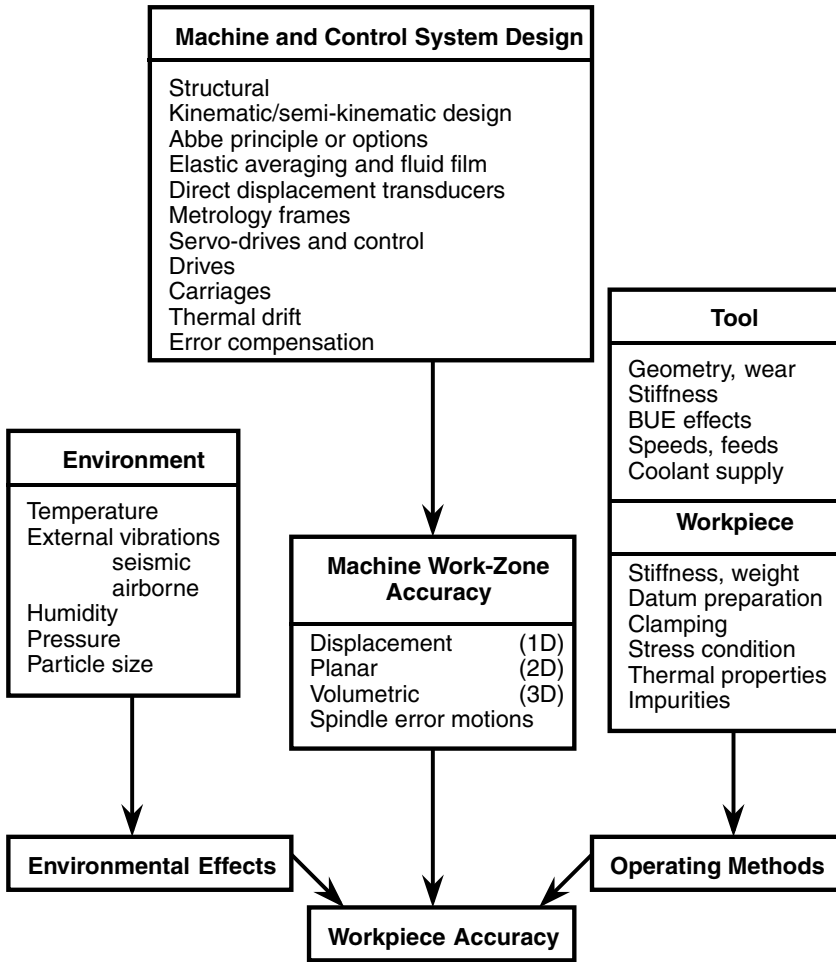 Machine and Control System Design
Structural
Kinematic/semi-kinematic design
Abbe principle or options
Elastic averaging and fluid film
Direct displacement transducers
Metrology frames
Servo-drives and control
Drives
Carriages
Thermal drift
Error compensation
Environment
Temperature
External vibrations
seismic
airborne
Humidity
Pressure
Particle size
Machine Work-Zone
Accuracy
Displacement (1D)
Planar (2D)
Volumetric (3D)
Spindle error motions
Tool
Geometry, wear
Stiffness
BUE effects
Speeds, feeds
Coolant supply
Workpiece
Stiffness, weight
Datum preparation
Clamping
Stress condition
Thermal properties
Impurities
Environmental Effects
Operating Methods
Workpiece Accuracy